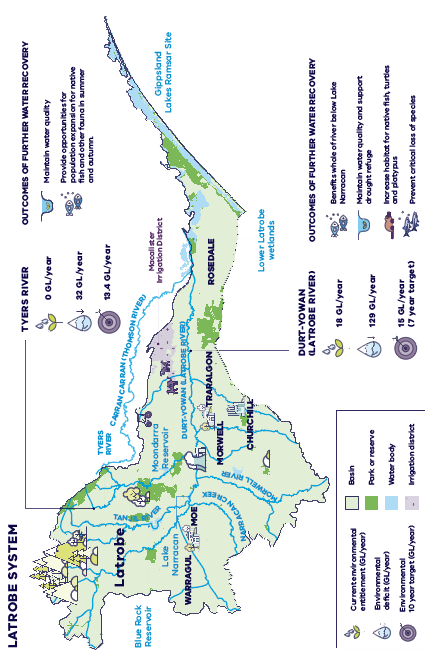 LATROBE SYSTEM
TYERS RIVER
0 GL/year
32 GL/year
13.4 GL/year
OUTCOMES OF FURTHER WATER RECOVERY
Maintain water quality
Provide opportunities for
population expansion for native
fish and other fauna in summer
and autumn.
Blue Rock
Reservoir
Latrobe
Lake
Narracan
WARRAGUL
MOE
TYERS
RIVER
Moondarra
Reservoir
CARRAN CARRAN (THOMSON RIVER)
DURT-YOWAN (LATROBE RIVER)
MORWELL
TRARALGON
CHURCHILL
MORWELL RIVER
NARRACAN CREEK
Macalister
Irrigation District
ROSEDALE
Lower Latrobe
wetlands
Gippsland
Lakes Ramsar Site
DURT-YOWAN
(LATROBE RIVER)
18 GL/year
129 GL/year
15 GL/year
(7 year target)
OUTCOMES OF FURTHER WATER RECOVERY
Benefits whole of river below Lake
Narracan
Maintain water quality and support
drought refuge
Increase habitat for native fish, turtles
and platypus
Prevent critical loss of species
Current environmental
entitlement (GL/year)
Environmental
deficit (GL/year)
Environmental
10 year target (GL/year)
Basin
Park or reserve
Water body
Irrigation district